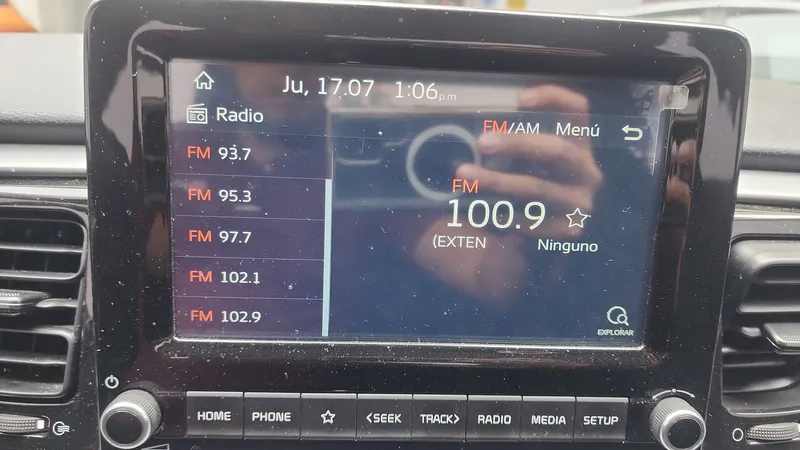 Ju, 17.07 1:06 p.m
Radio
FM/AM Menú
FM 93.7
FM 95.3
FM 97.7
FM 102.1
FM 102.9
FM
100.9
(EXTEN Ninguno
EXPLORAR
HOME PHONE <SEEK TRACK> RADIO MEDIA SETUP